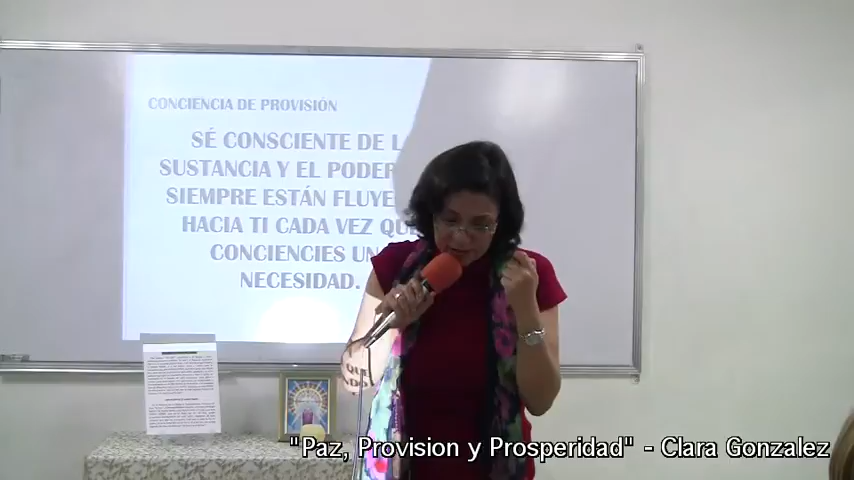 CONCIENCIA DE PROVISIÓN
SÉ CONSCIENTE DE L
SUSTANCIA Y EL PODER
SIEMPRE ESTÁN FLUYE
HACIA TI CADA VEZ QUE
CONCIENCIES UN
NECESIDAD.
"Paz, Provision y Prosperidad" - Clara Gonzalez